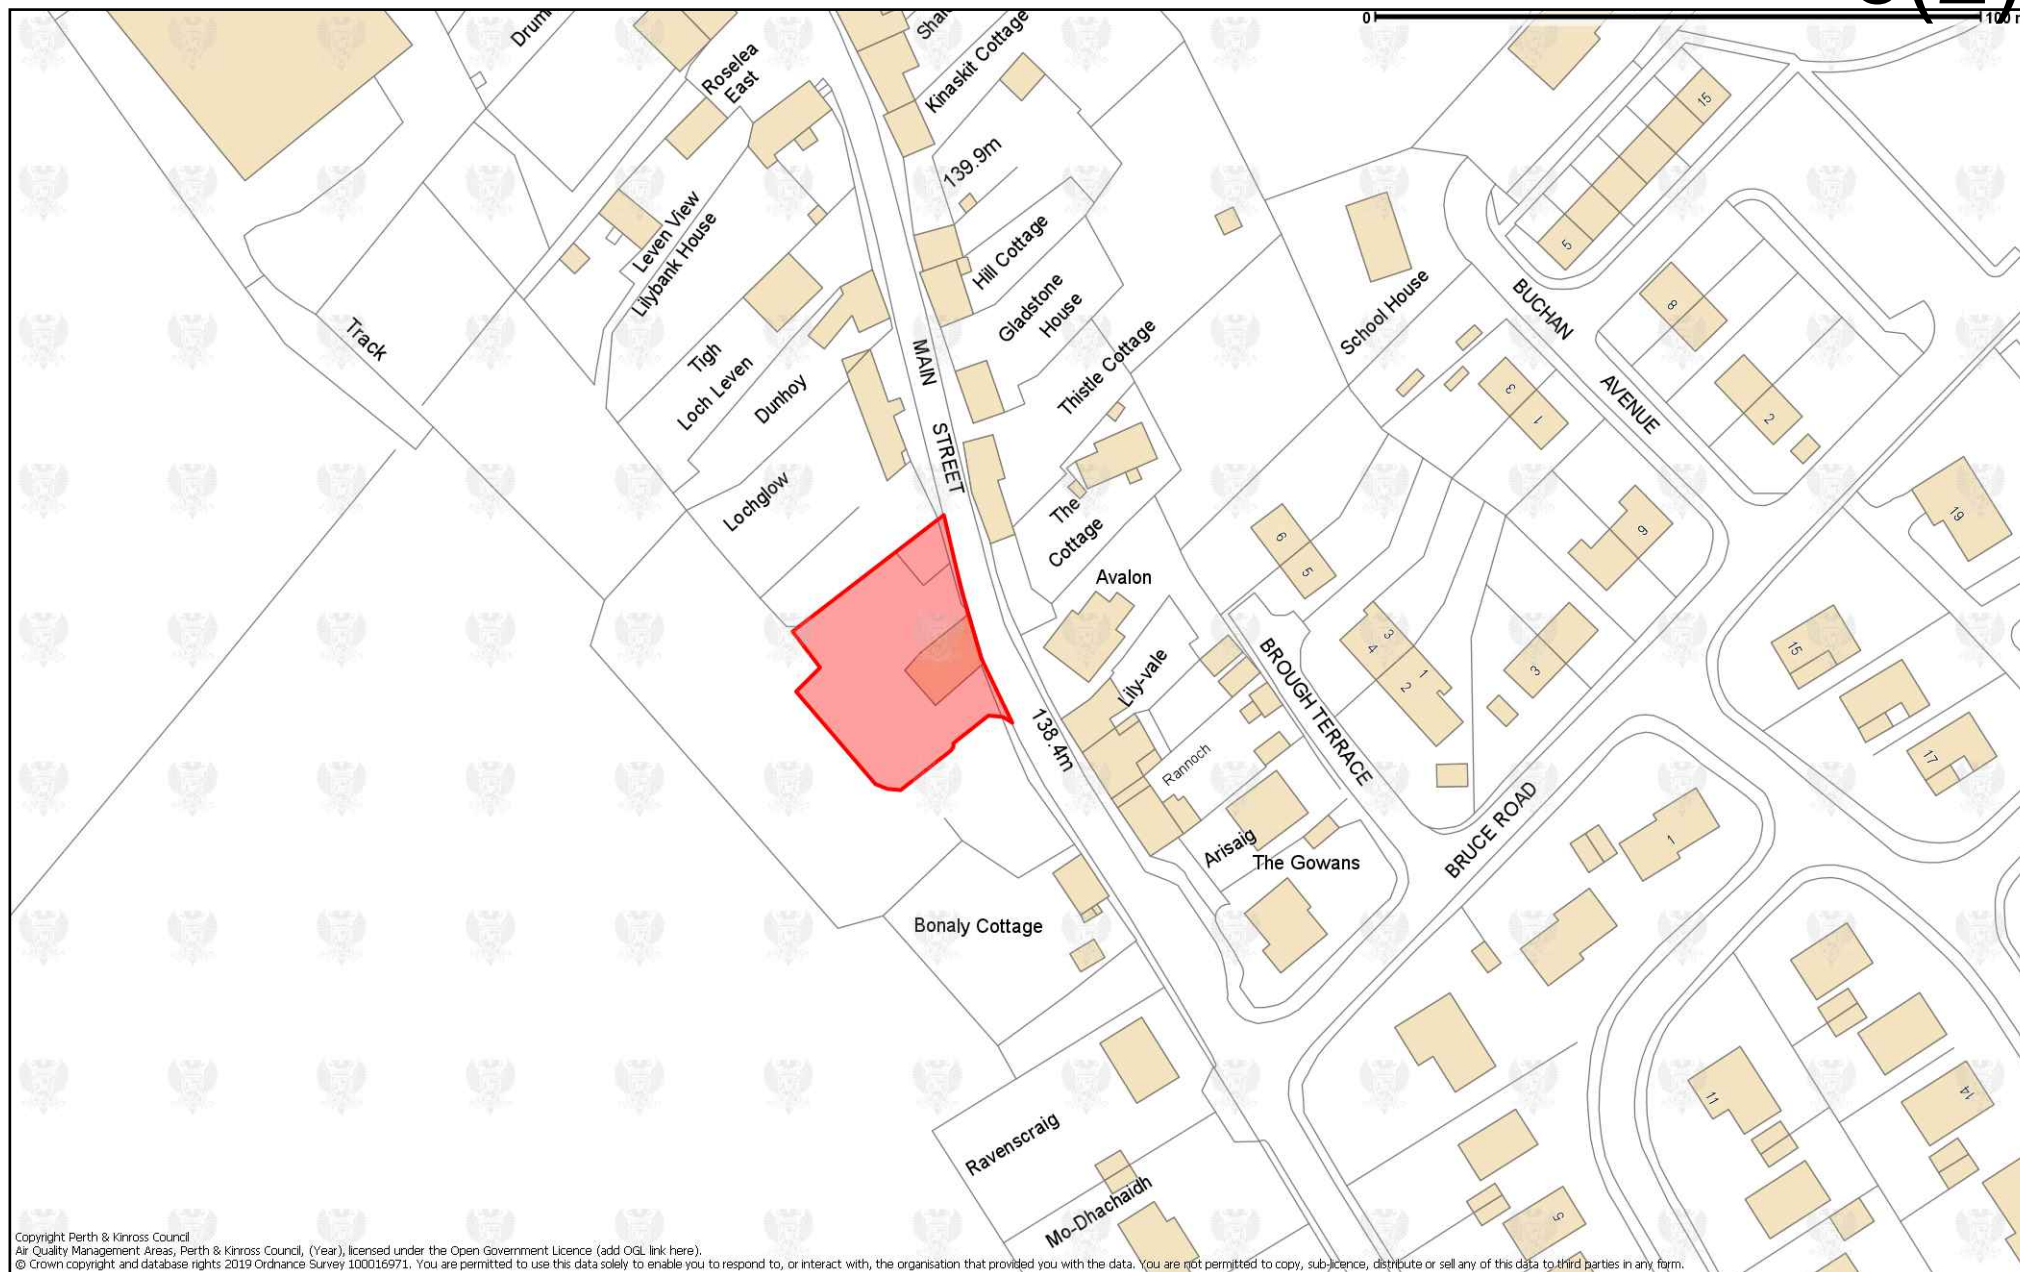 0
100 m
Roselea
East
Kinaskit Cottage
139.9m
Leven View
Lilybank House
Hill Cottage
Gladstone
House
School House
BUCHAN
AVENUE
15
5
8
2
3
1
Track
Tigh
Loch Leven
Dunhoy
MAIN
STREET
Thistle Cottage
Lochglow
The
Cottage
Avalon
6
5
9
19
Lily-vale
BROUGH TERRACE
3
4
1
2
3
15
17
138.4m
Rannoch
Arisaig
The Gowans
BRUCE ROAD
1
Bonaly Cottage
11
14
Ravenscraig
Mo-Dhachaidh
5
Copyright Perth & Kinross Council
Air Quality Management Areas, Perth & Kinross Council, (Year), licensed under the Open Government Licence (add OGL link here).
© Crown copyright and database rights 2019 Ordnance Survey 100016971. You are permitted to use this data solely to enable you to respond to, or interact with, the organisation that provided you with the data. You are not permitted to copy, sub-licence, distribute or sell any of this data to third parties in any form.